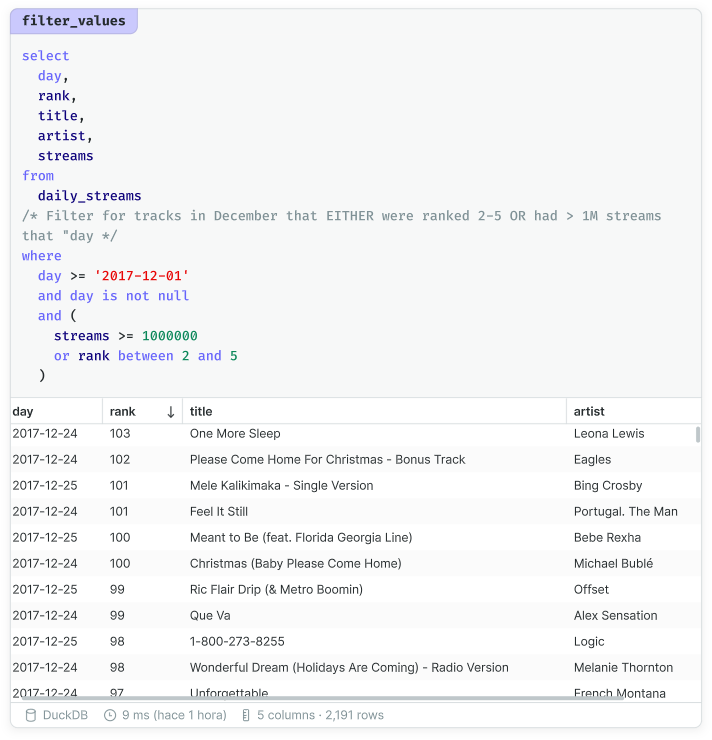 filter_values
select
day,
rank,
title,
artist,
streams
from
daily_streams
/* Filter for tracks in December that EITHER were ranked 2-5 OR had > 1M streams
that "day */
where
day >= '2017-12-01'
and day is not null
and (
streams >= 1000000
or rank between 2 and 5
)
day rank ↓ title artist
2017-12-24 103 One More Sleep Leona Lewis
2017-12-24 102 Please Come Home For Christmas - Bonus Track Eagles
2017-12-25 101 Mele Kalikimaka - Single Version Bing Crosby
2017-12-24 101 Feel It Still Portugal. The Man
2017-12-25 100 Meant to Be (feat. Florida Georgia Line) Bebe Rexha
2017-12-24 100 Christmas (Baby Please Come Home) Michael Bublé
2017-12-25 99 Ric Flair Drip (& Metro Boomin) Offset
2017-12-24 99 Que Va Alex Sensation
2017-12-25 98 1-800-273-8255 Logic
2017-12-24 98 Wonderful Dream (Holidays Are Coming) - Radio Version Melanie Thornton
2017-12-24 97 Unforgettable French Montana
DuckDB 9 ms (hace 1 hora) 5 columns · 2,191 rows